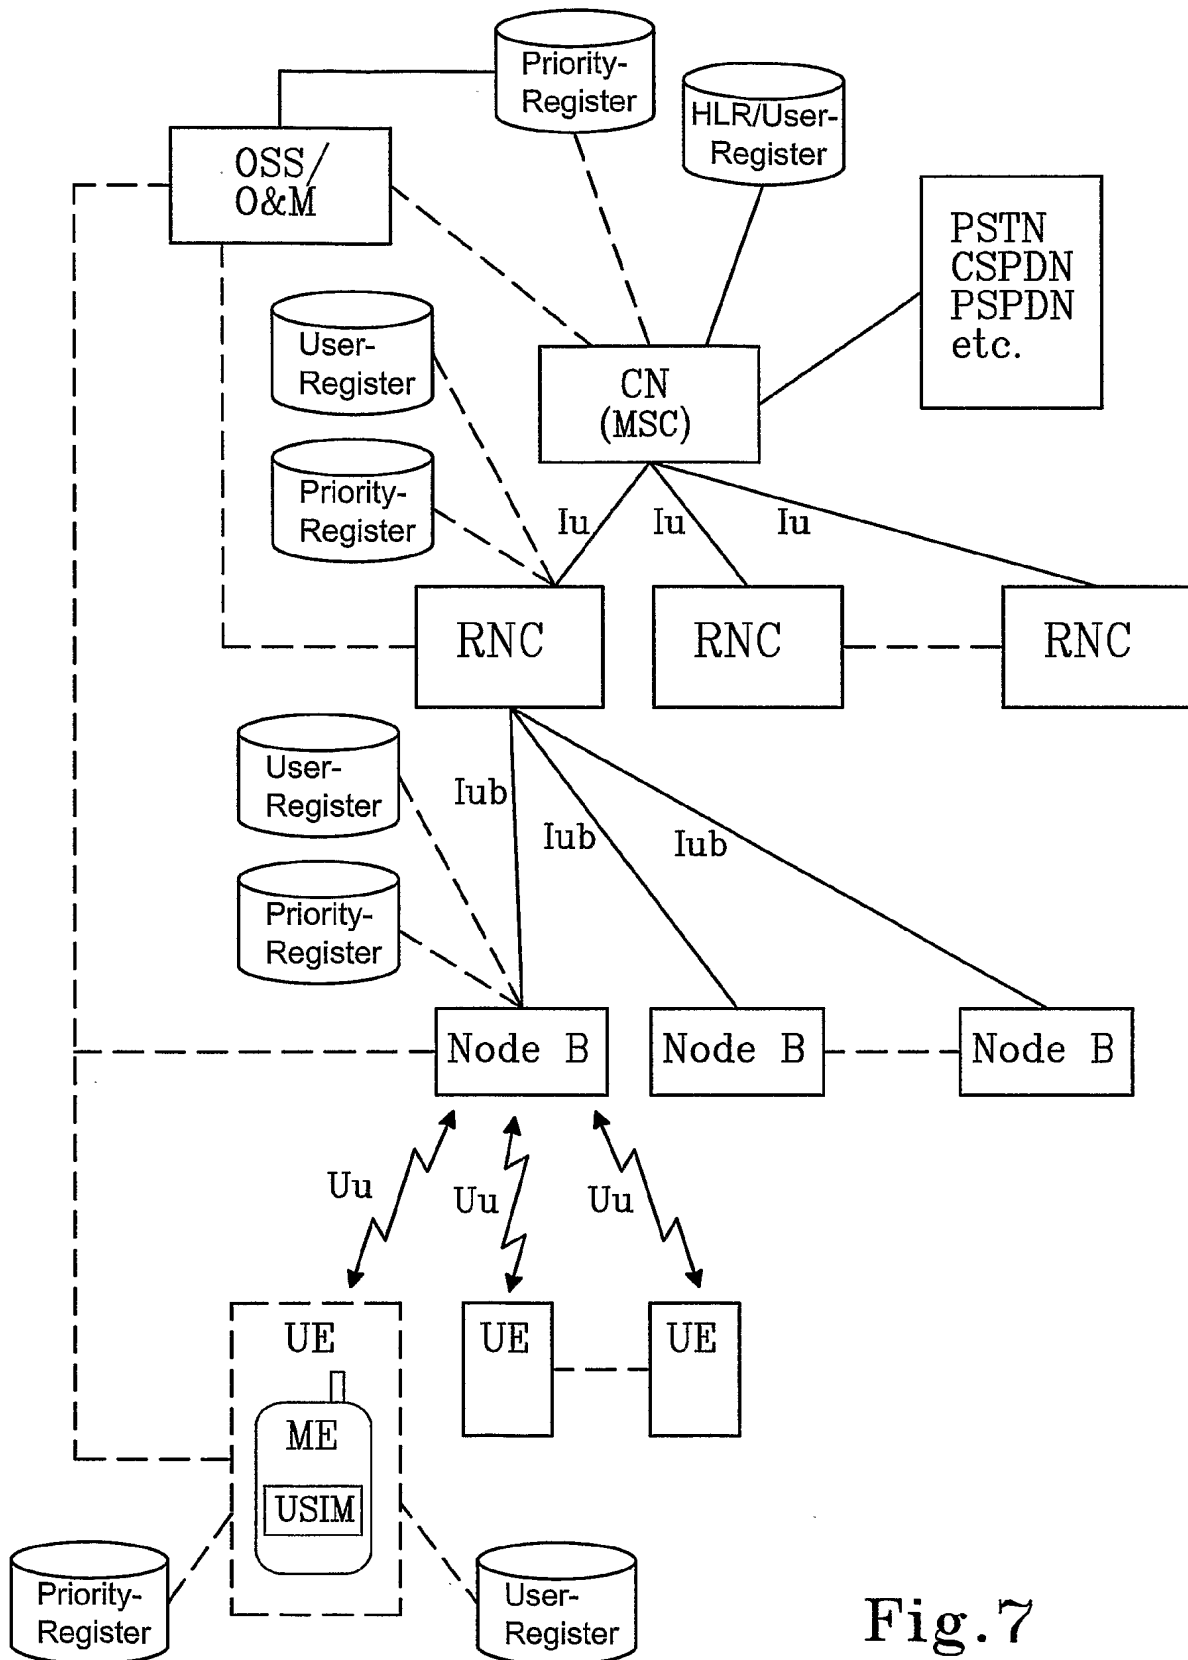 Priority-
Register
HLR/User-
Register
OSS/
O&M
PSTN
CSPDN
PSPDN
etc.
User-
Register
CN
(MSC)
Priority-
Register
Iu
Iu
Iu
RNC
RNC
RNC
User-
Register
Iub
Iub
Iub
Priority-
Register
Node B
Node B
Node B
Uu
Uu
Uu
UE
UE
UE
ME
USIM
Priority-
Register
User-
Register
Fig.7